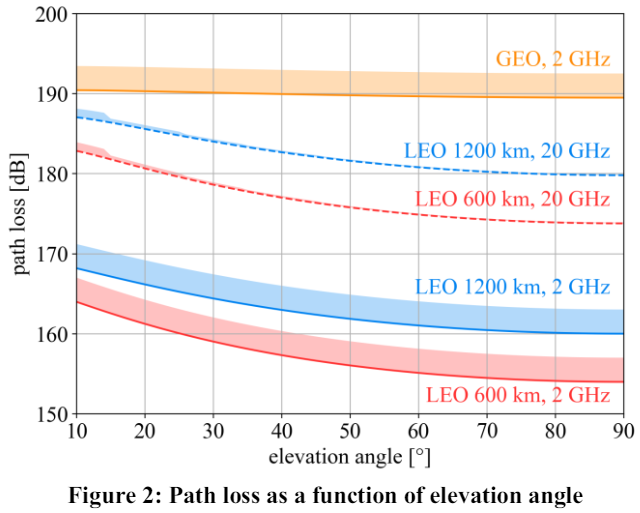 200
190
180
170
160
150
path loss [dB]
GEO, 2 GHz
LEO 1200 km, 20 GHz
LEO 600 km, 20 GHz
LEO 1200 km, 2 GHz
LEO 600 km, 2 GHz
10 20 30 40 50 60 70 80 90
elevation angle [°]
Figure 2: Path loss as a function of elevation angle